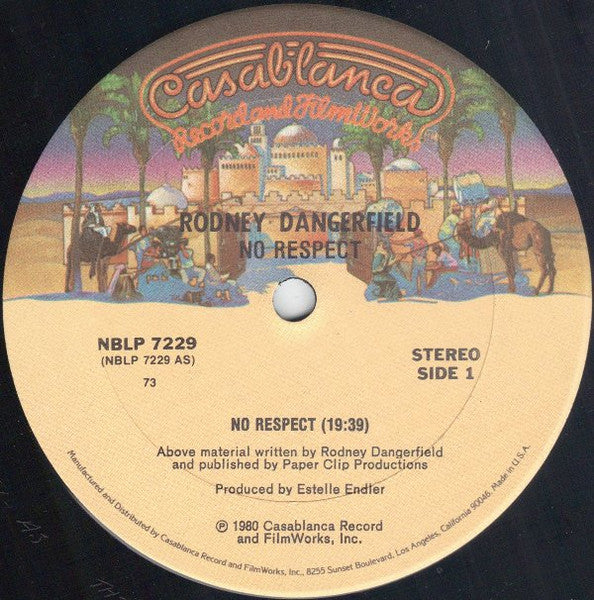 Casablanca
Record and FilmWorks
RODNEY DANGERFIELD
NO RESPECT
NBLP 7229
(NBLP 7229 AS)
73
STEREO
SIDE 1
NO RESPECT (19:39)
Above material written by Rodney Dangerfield
and published by Paper Clip Productions
Produced by Estelle Endler
℗ 1980 Casablanca Record
and FilmWorks, Inc.
Manufactured and Distributed by Casablanca Record and FilmWorks, Inc., 8255 Sunset Boulevard, Los Angeles, California 90046. Made in U.S.A.